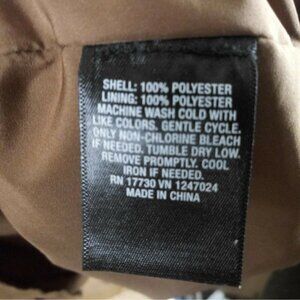 SHELL: 100% POLYESTER
LINING: 100% POLYESTER
MACHINE WASH COLD WITH
LIKE COLORS. GENTLE CYCLE.
ONLY NON-CHLORINE BLEACH
IF NEEDED. TUMBLE DRY LOW.
REMOVE PROMPTLY. COOL
IRON IF NEEDED.
RN 17730 VN 1247024
MADE IN CHINA